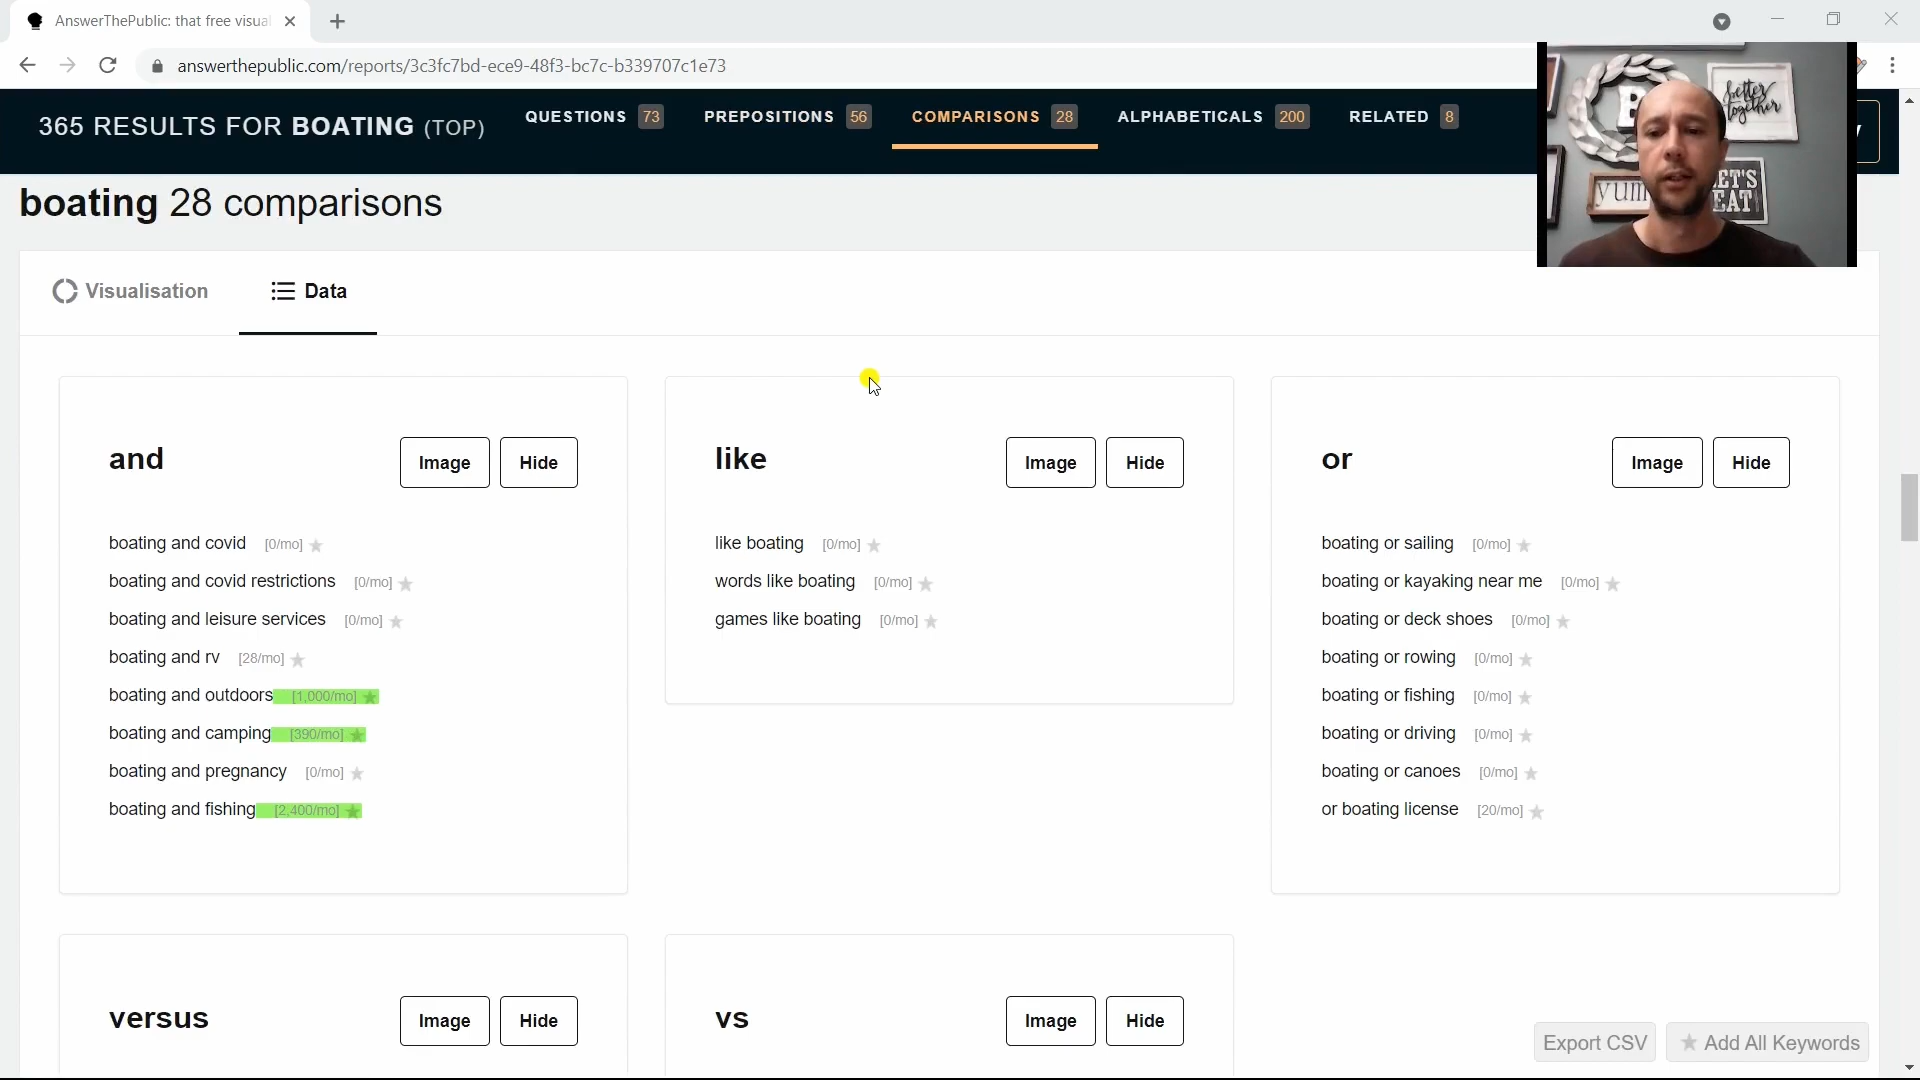 AnswerThePublic: that free visua
answerthepublic.com/reports/3c3fc7bd-ece9-48f3-bc7c-b339707c1e73
365 RESULTS FOR BOATING (TOP)
QUESTIONS 73
PREPOSITIONS 56
COMPARISONS 28
ALPHABETICALS 200
RELATED 8
B
better
together
yum
LET'S
EAT
boating 28 comparisons
Visualisation
Data
and
Image
Hide
boating and covid [0/mo]
boating and covid restrictions [0/mo]
boating and leisure services [0/mo]
boating and rv [28/mo]
boating and outdoors [1,000/mo]
boating and camping [390/mo]
boating and pregnancy [0/mo]
boating and fishing [2,400/mo]
like
Image
Hide
like boating [0/mo]
words like boating [0/mo]
games like boating [0/mo]
or
Image
Hide
boating or sailing [0/mo]
boating or kayaking near me [0/mo]
boating or deck shoes [0/mo]
boating or rowing [0/mo]
boating or fishing [0/mo]
boating or driving [0/mo]
boating or canoes [0/mo]
or boating license [20/mo]
versus
Image
Hide
vs
Image
Hide
Export CSV
Add All Keywords